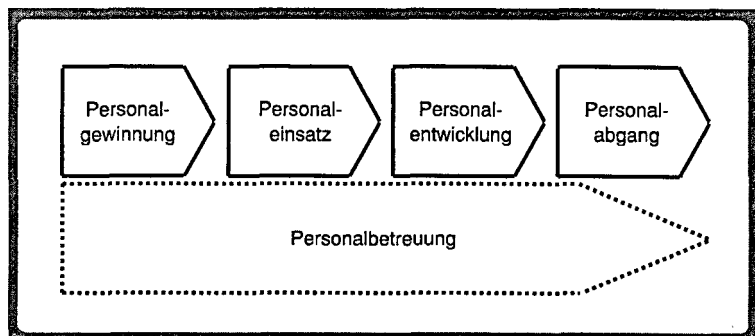 Personal-
gewinnung
Personal-
einsatz
Personal-
entwicklung
Personal-
abgang
Personalbetreuung